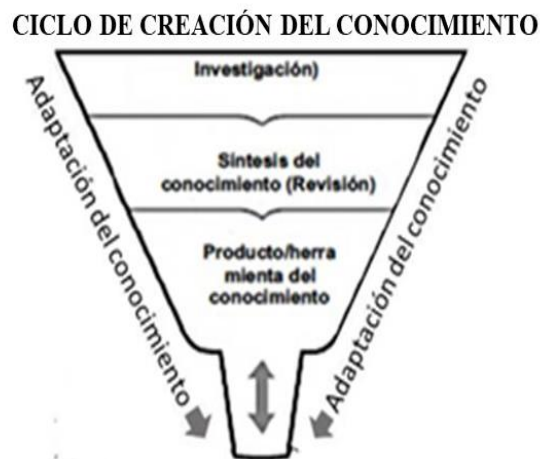 CICLO DE CREACIÓN DEL CONOCIMIENTO
Investigación)
Síntesis del
conocimiento (Revisión)
Producto/herra
mienta del
conocimiento
Adaptación del conocimiento
Adaptación del conocimiento